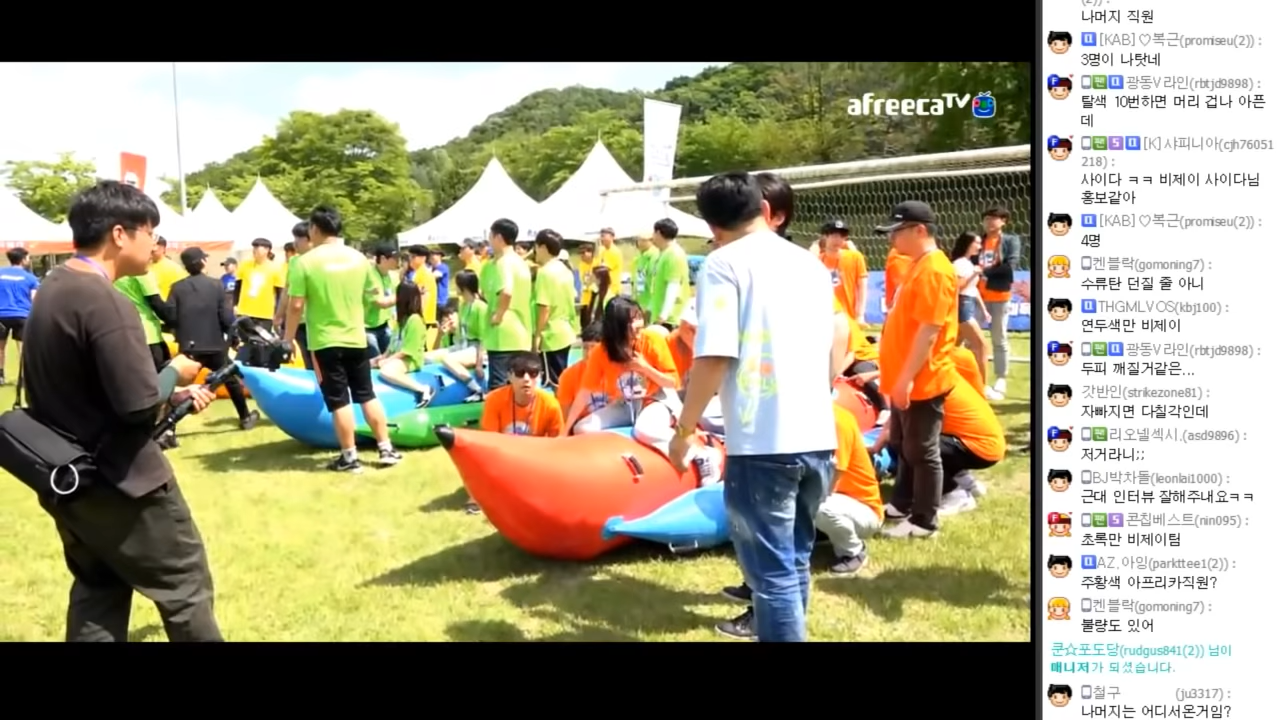 afreecaTV
(2)) :
나머지 직원
[KAB]♡복근(promiseu(2)) :
3명이 나탓네
팬 광동V라인(rbtjd9898) :
탈색 10번하면 머리 겁나 아픈
데
팬 S [K]샤피니아(cjh76051
218) :
사이다 ㅋㅋ 비제이 사이다님
홍보같아
[KAB]♡복근(promiseu(2)) :
4명
켄블락(gomoning7) :
수류탄 던질 줄 아니
THGMLVOS(kbj100) :
연두색만 비제이
팬 광동V라인(rbtjd9898) :
두피 깨질거같은...
갓반인(strikezone81) :
자빠지면 다칠각인데
팬 리오넬섹시.(asd9896) :
저거라니;;
BJ박차돌(leonlai1000) :
근대 인터뷰 잘해주내요ㅋㅋ
팬 S 콘칩베스트(nin095) :
초록만 비제이팀
AZ.아잉(parkttee1(2)) :
주황색 아프리카직원?
켄블락(gomoning7) :
불량도 있어
쿤☆포도당(rudgus841(2)) 님이
매니저가 되셨습니다.
철구 (ju3317) :
나머지는 어디서온거임?